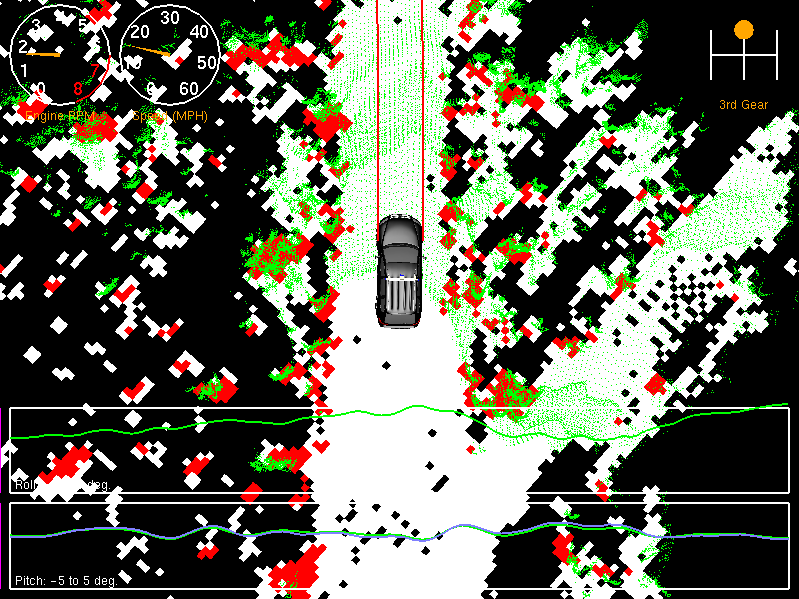 0 1 2 3 4 5 6 7 8
Engine RPM
0 10 20 30 40 50 60
Speed (MPH)
3rd Gear
Roll deg.
Pitch: −5 to 5 deg.